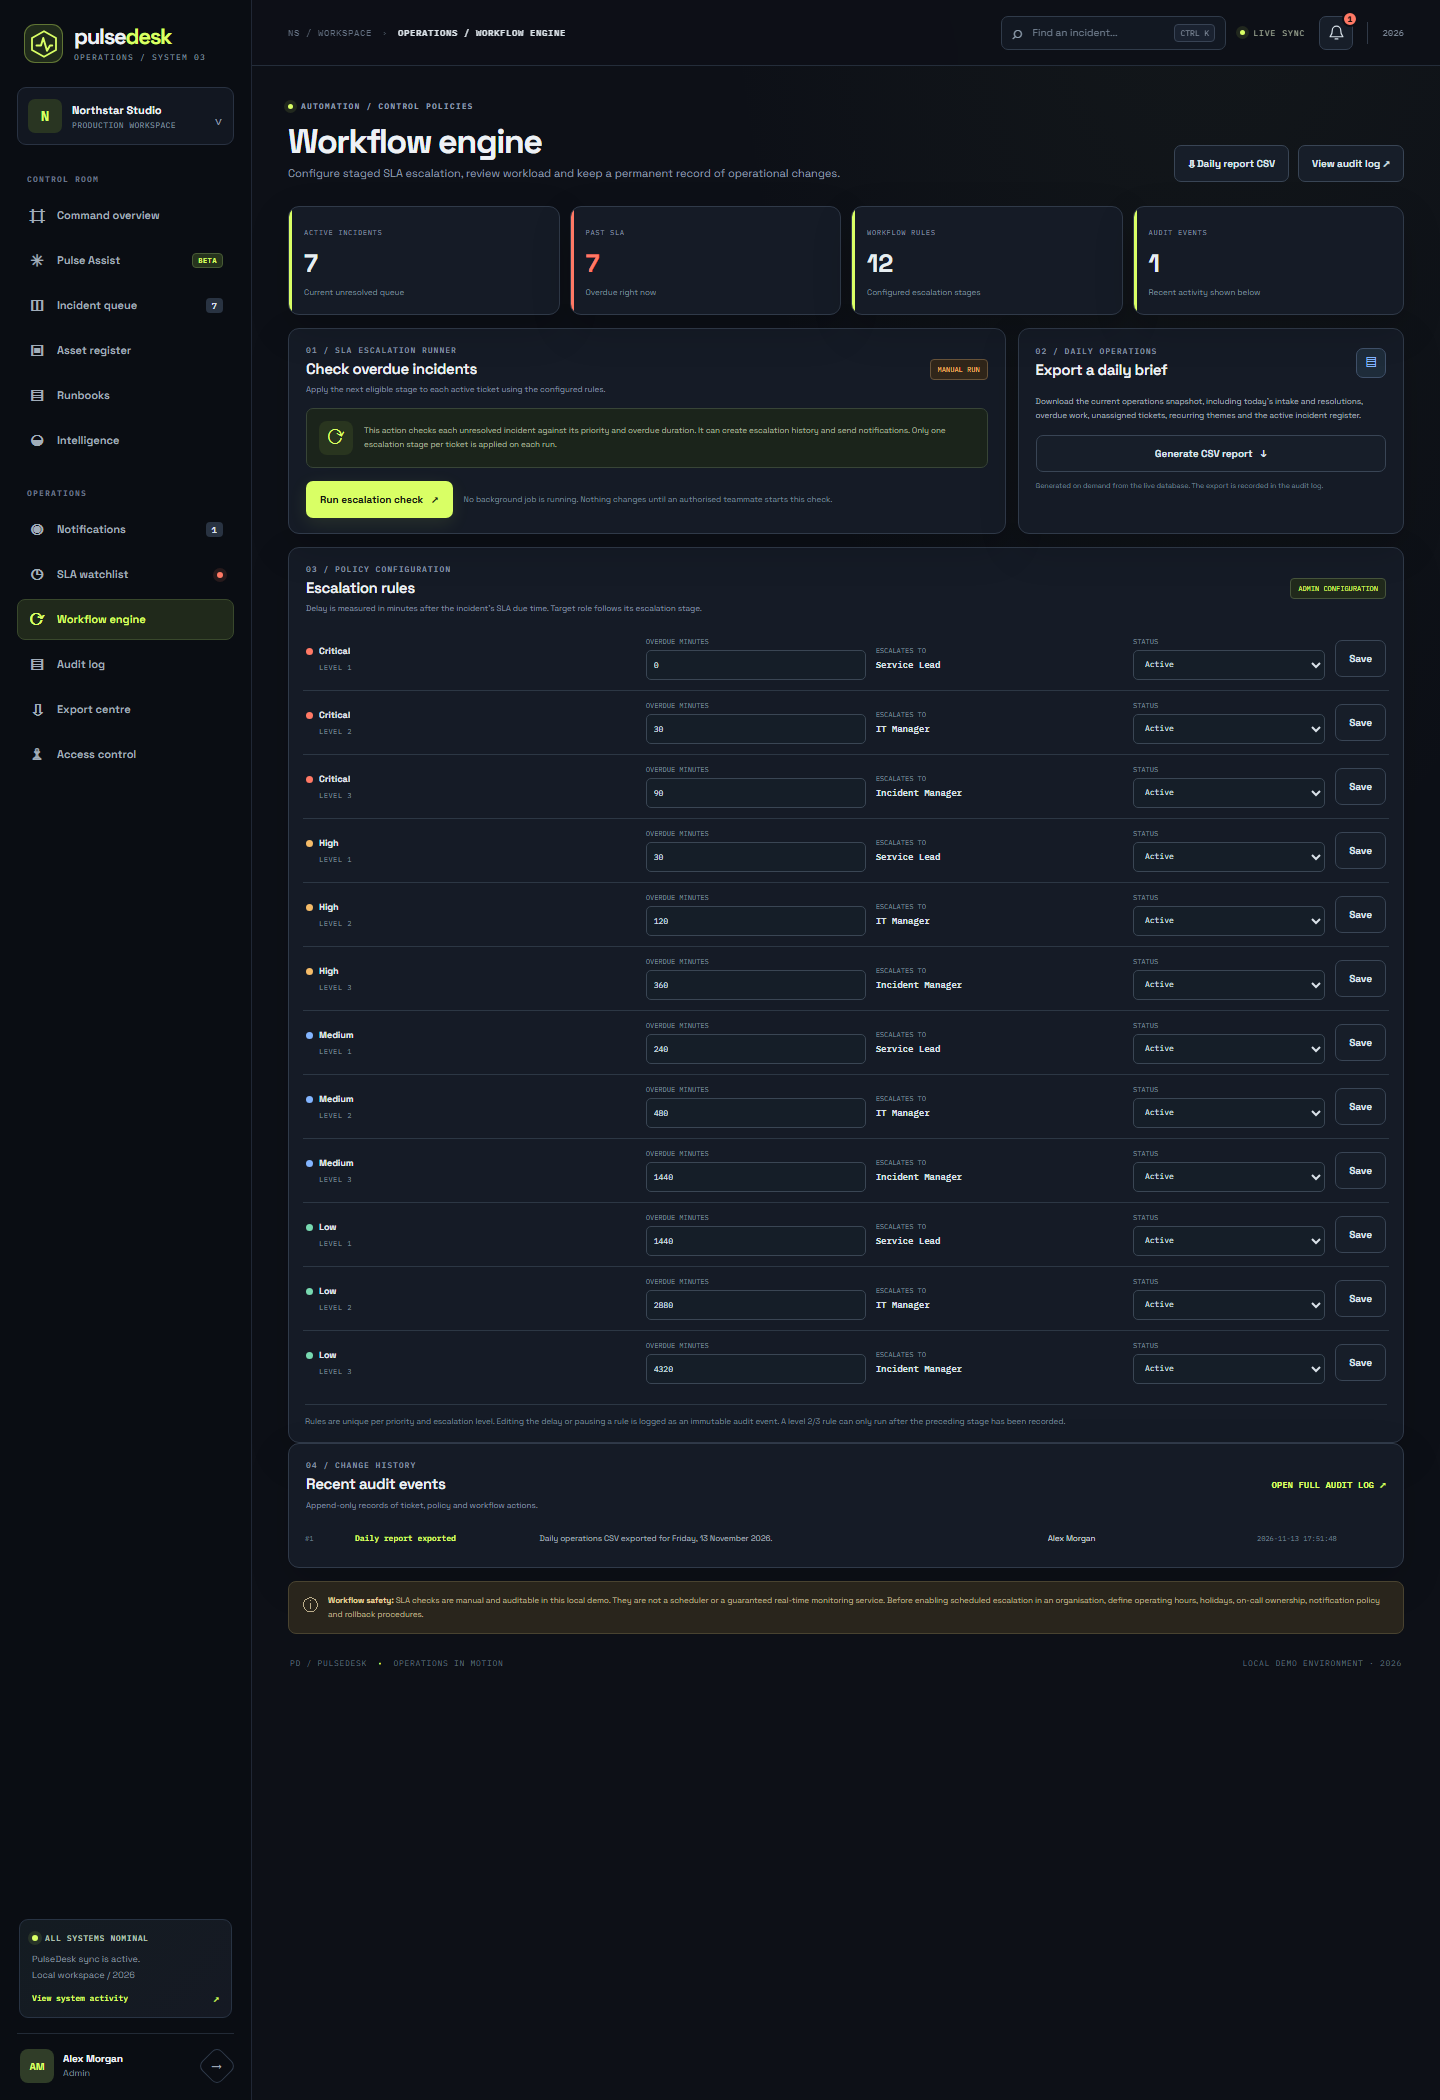 pulsedesk
OPERATIONS / SYSTEM 03
N
Northstar Studio
PRODUCTION WORKSPACE
v
CONTROL ROOM
Command overview
Pulse Assist
BETA
Incident queue
7
Asset register
Runbooks
Intelligence
OPERATIONS
Notifications
1
SLA watchlist
Workflow engine
Audit log
Export centre
Access control
ALL SYSTEMS NOMINAL
PulseDesk sync is active.
Local workspace / 2026
View system activity ↗
AM
Alex Morgan
Admin
→
NS / WORKSPACE › OPERATIONS / WORKFLOW ENGINE
Find an incident...
CTRL K
LIVE SYNC
1
2026
AUTOMATION / CONTROL POLICIES
Workflow engine
Configure staged SLA escalation, review workload and keep a permanent record of operational changes.
⇩ Daily report CSV
View audit log ↗
ACTIVE INCIDENTS
7
Current unresolved queue
PAST SLA
7
Overdue right now
WORKFLOW RULES
12
Configured escalation stages
AUDIT EVENTS
1
Recent activity shown below
01 / SLA ESCALATION RUNNER
Check overdue incidents
Apply the next eligible stage to each active ticket using the configured rules.
MANUAL RUN
This action checks each unresolved incident against its priority and overdue duration. It can create escalation history and send notifications. Only one
escalation stage per ticket is applied on each run.
Run escalation check ↗
No background job is running. Nothing changes until an authorised teammate starts this check.
02 / DAILY OPERATIONS
Export a daily brief
Download the current operations snapshot, including today's intake and resolutions,
overdue work, unassigned tickets, recurring themes and the active incident register.
Generate CSV report ↓
Generated on demand from the live database. The export is recorded in the audit log.
03 / POLICY CONFIGURATION
Escalation rules
Delay is measured in minutes after the incident's SLA due time. Target role follows its escalation stage.
ADMIN CONFIGURATION
Critical
LEVEL 1
OVERDUE MINUTES
0
ESCALATES TO
Service Lead
STATUS
Active
Save
Critical
LEVEL 2
OVERDUE MINUTES
30
ESCALATES TO
IT Manager
STATUS
Active
Save
Critical
LEVEL 3
OVERDUE MINUTES
90
ESCALATES TO
Incident Manager
STATUS
Active
Save
High
LEVEL 1
OVERDUE MINUTES
30
ESCALATES TO
Service Lead
STATUS
Active
Save
High
LEVEL 2
OVERDUE MINUTES
120
ESCALATES TO
IT Manager
STATUS
Active
Save
High
LEVEL 3
OVERDUE MINUTES
360
ESCALATES TO
Incident Manager
STATUS
Active
Save
Medium
LEVEL 1
OVERDUE MINUTES
240
ESCALATES TO
Service Lead
STATUS
Active
Save
Medium
LEVEL 2
OVERDUE MINUTES
480
ESCALATES TO
IT Manager
STATUS
Active
Save
Medium
LEVEL 3
OVERDUE MINUTES
1440
ESCALATES TO
Incident Manager
STATUS
Active
Save
Low
LEVEL 1
OVERDUE MINUTES
1440
ESCALATES TO
Service Lead
STATUS
Active
Save
Low
LEVEL 2
OVERDUE MINUTES
2880
ESCALATES TO
IT Manager
STATUS
Active
Save
Low
LEVEL 3
OVERDUE MINUTES
4320
ESCALATES TO
Incident Manager
STATUS
Active
Save
Rules are unique per priority and escalation level. Editing the delay or pausing a rule is logged as an immutable audit event. A level 2/3 rule can only run after the preceding stage has been recorded.
04 / CHANGE HISTORY
Recent audit events
Append-only records of ticket, policy and workflow actions.
OPEN FULL AUDIT LOG ↗
#1 Daily report exported Daily operations CSV exported for Friday, 13 November 2026. Alex Morgan 2026-11-13 17:51:48
Workflow safety: SLA checks are manual and auditable in this local demo. They are not a scheduler or a guaranteed real-time monitoring service. Before enabling scheduled escalation in an organisation, define operating hours, holidays, on-call ownership, notification policy
and rollback procedures.
PD / PULSEDESK • OPERATIONS IN MOTION
LOCAL DEMO ENVIRONMENT · 2026